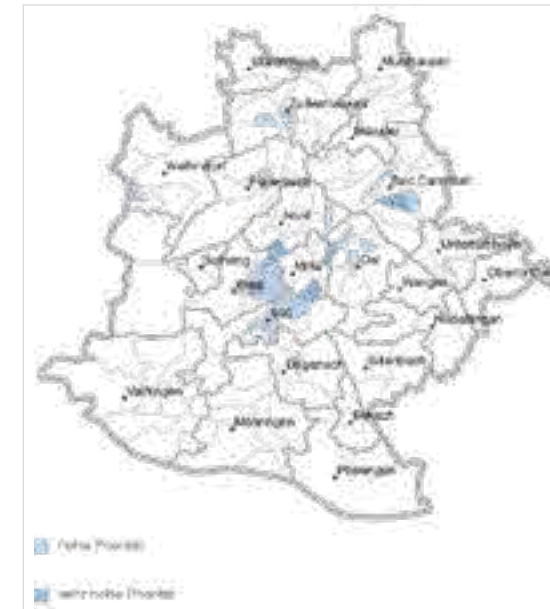 Mühlhausen
Zuffenhausen
Münster
Weilimdorf
Bad Cannstatt
Feuerbach
Nord
Untertürkheim
Botnang
Mitte
Ost
Obertürkheim
West
Wangen
Süd
Hedelfingen
Degerloch
Sillenbuch
Vaihingen
Birkach
Möhringen
Plieningen
hohe Priorität
sehr hohe Priorität